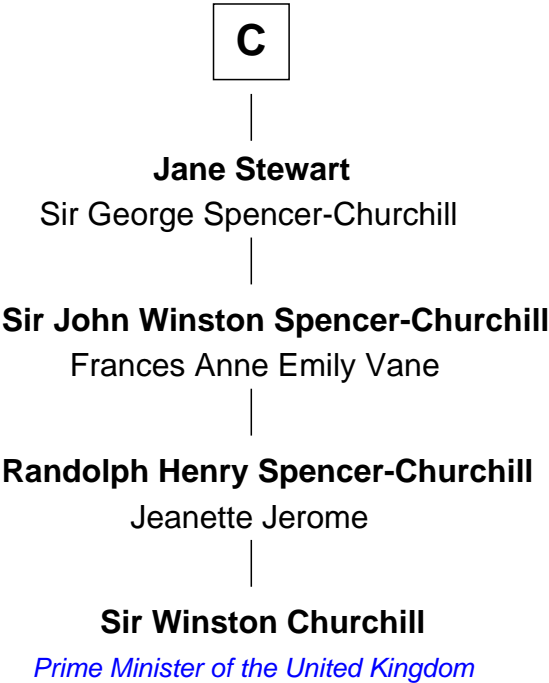 C
Jane Stewart
Sir George Spencer-Churchill
Sir John Winston Spencer-Churchill
Frances Anne Emily Vane
Randolph Henry Spencer-Churchill
Jeanette Jerome
Sir Winston Churchill
Prime Minister of the United Kingdom